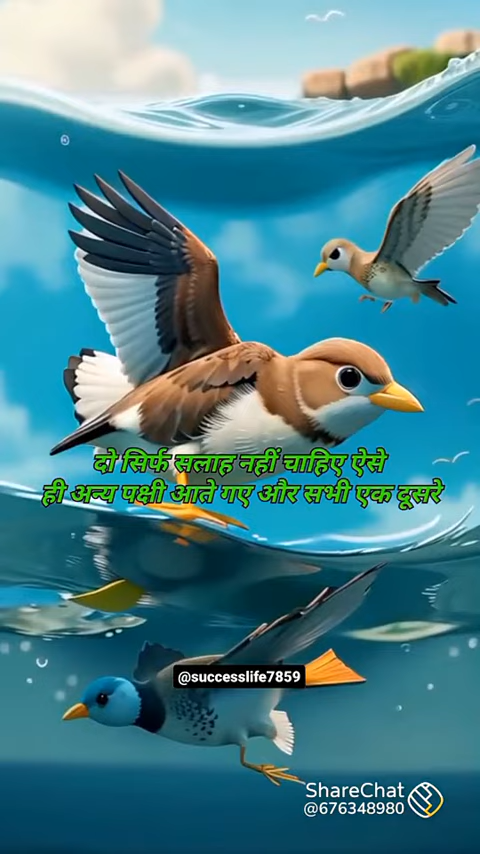 दो सिर्फ सलाह नहीं चाहिए ऐसे
ही अन्य पक्षी आते गए और सभी एक दूसरे
@successlife7859
ShareChat
@676348980